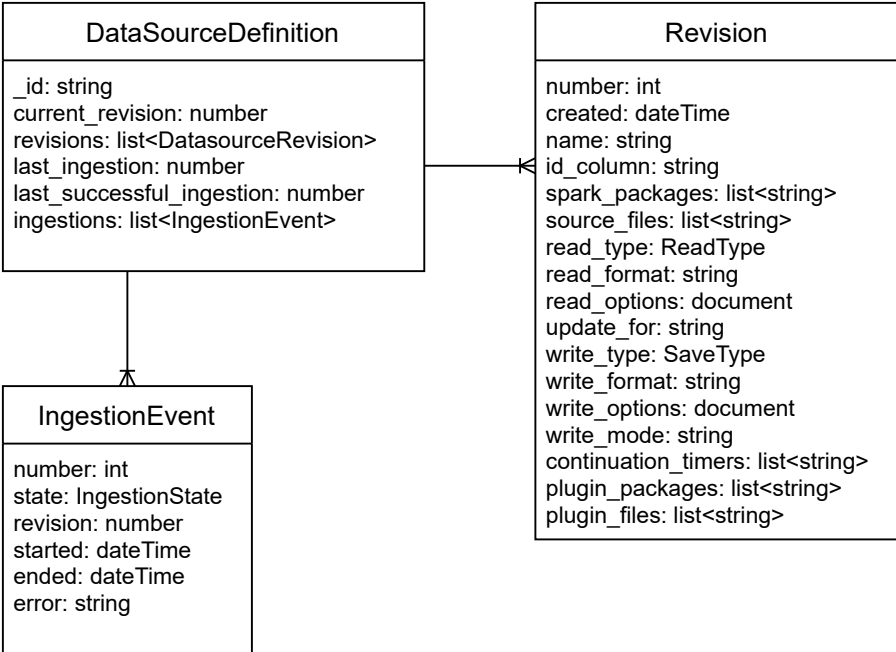 DataSourceDefinition
_id: string
current_revision: number
revisions: list<DatasourceRevision>
last_ingestion: number
last_successful_ingestion: number
ingestions: list<IngestionEvent>
Revision
number: int
created: dateTime
name: string
id_column: string
spark_packages: list<string>
source_files: list<string>
read_type: ReadType
read_format: string
read_options: document
update_for: string
write_type: SaveType
write_format: string
write_options: document
write_mode: string
continuation_timers: list<string>
plugin_packages: list<string>
plugin_files: list<string>
IngestionEvent
number: int
state: IngestionState
revision: number
started: dateTime
ended: dateTime
error: string